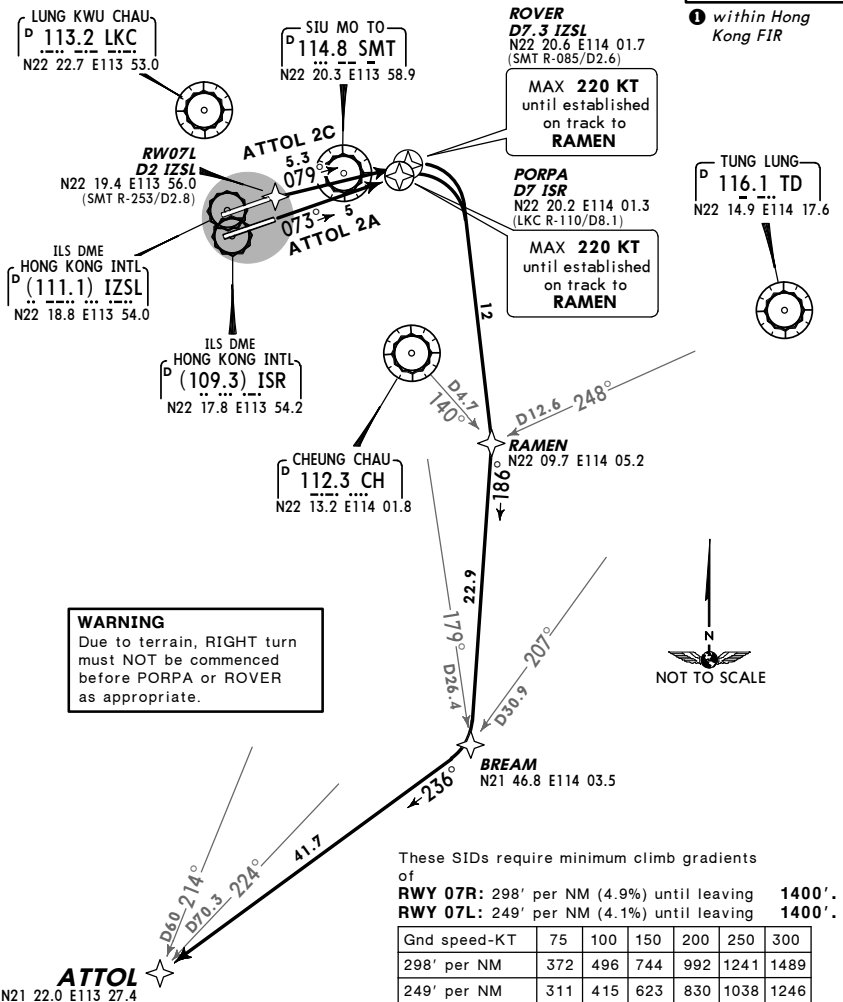 LUNG KWU CHAU
D 113.2 LKC
N22 22.7 E113 53.0
SIU MO TO
D 114.8 SMT
N22 20.3 E113 58.9
ROVER
D7.3 IZSL
N22 20.6 E114 01.7
(SMT R-085/D2.6)
MAX 220 KT
until established
on track to
RAMEN
1 within Hong
Kong FIR
RW07L
D2 IZSL
N22 19.4 E113 56.0
(SMT R-253/D2.8)
ATTOL 2C
5.3
079°
073°
5
ATTOL 2A
PORPA
D7 ISR
N22 20.2 E114 01.3
(LKC R-110/D8.1)
MAX 220 KT
until established
on track to
RAMEN
TUNG LUNG
D 116.1 TD
N22 14.9 E114 17.6
ILS DME
HONG KONG INTL
D (111.1) IZSL
N22 18.8 E113 54.0
ILS DME
HONG KONG INTL
D (109.3) ISR
N22 17.8 E113 54.2
12
D4.7
140°
D12.6
248°
CHEUNG CHAU
D 112.3 CH
N22 13.2 E114 01.8
RAMEN
N22 09.7 E114 05.2
186°
22.9
179°
D26.4
207°
D30.9
WARNING
Due to terrain, RIGHT turn
must NOT be commenced
before PORPA or ROVER
as appropriate.
N
NOT TO SCALE
BREAM
N21 46.8 E114 03.5
236°
41.7
214°
D60
224°
D70.3
ATTOL
N21 22.0 E113 27.4
These SIDs require minimum climb gradients
of
RWY 07R: 298' per NM (4.9%) until leaving 1400'.
RWY 07L: 249' per NM (4.1%) until leaving 1400'.
Gnd speed-KT 75 100 150 200 250 300
298' per NM 372 496 744 992 1241 1489
249' per NM 311 415 623 830 1038 1246